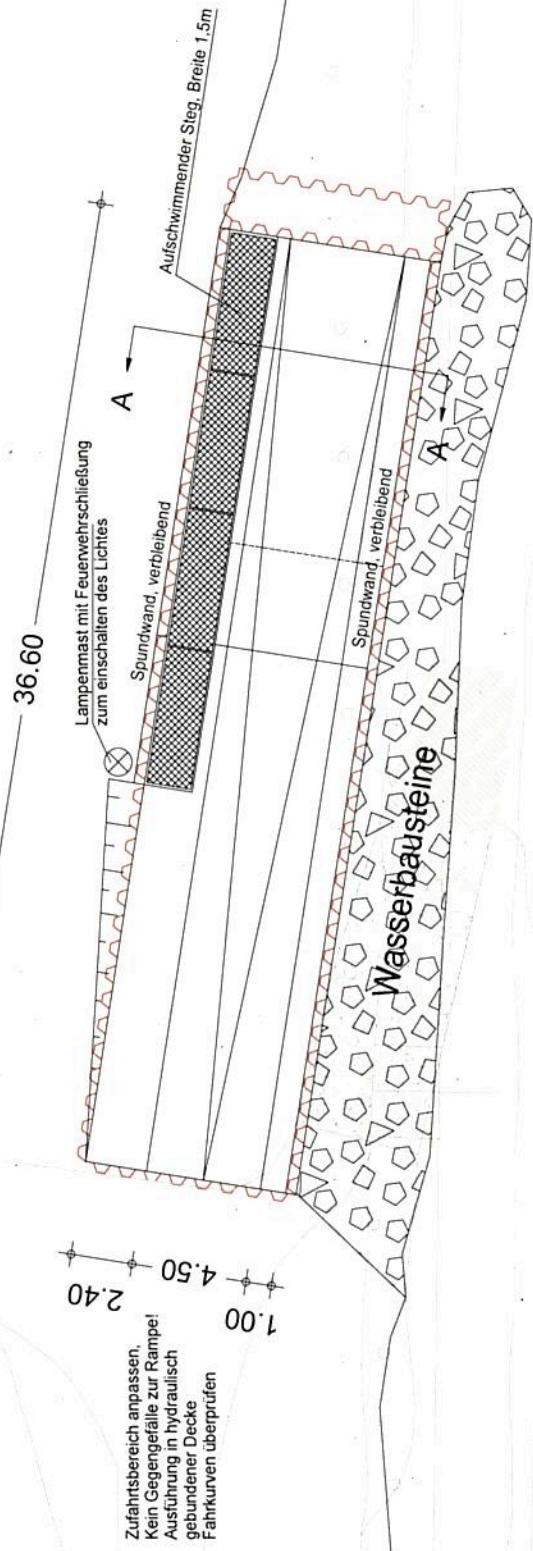 36.60
Aufschwimmender Steg, Breite 1,5m
Lampenmast mit Feuerwehrschließung
zum einschalten des Lichtes
A
Spundwand, verbleibend
Spundwand, verbleibend
A
Wasserbausteine
2.40
4.50
1.00
Zufahrtsbereich anpassen,
Kein Gegengefälle zur Rampe!
Ausführung in hydraulisch
gebundener Decke
Fahrkurven überprüfen